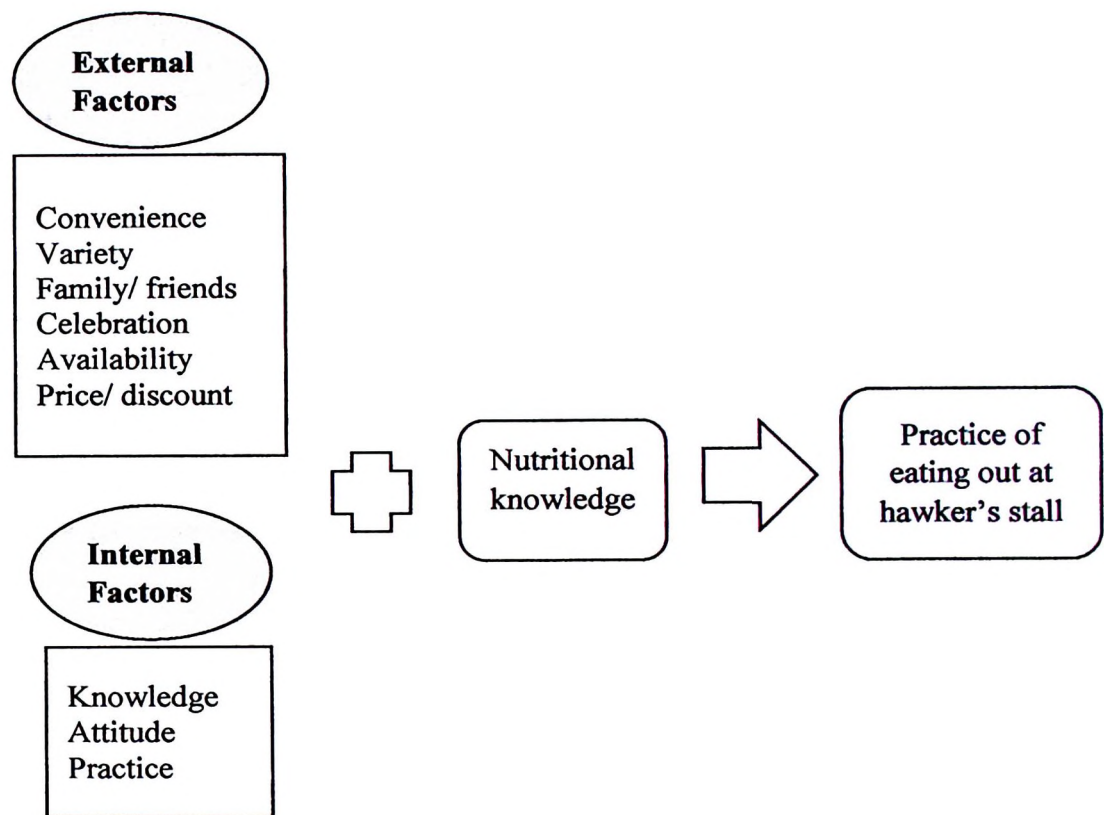 External
Factors
Convenience
Variety
Family/ friends
Celebration
Availability
Price/ discount
Internal
Factors
Knowledge
Attitude
Practice
Nutritional
knowledge
Practice of
eating out at
hawker's stall